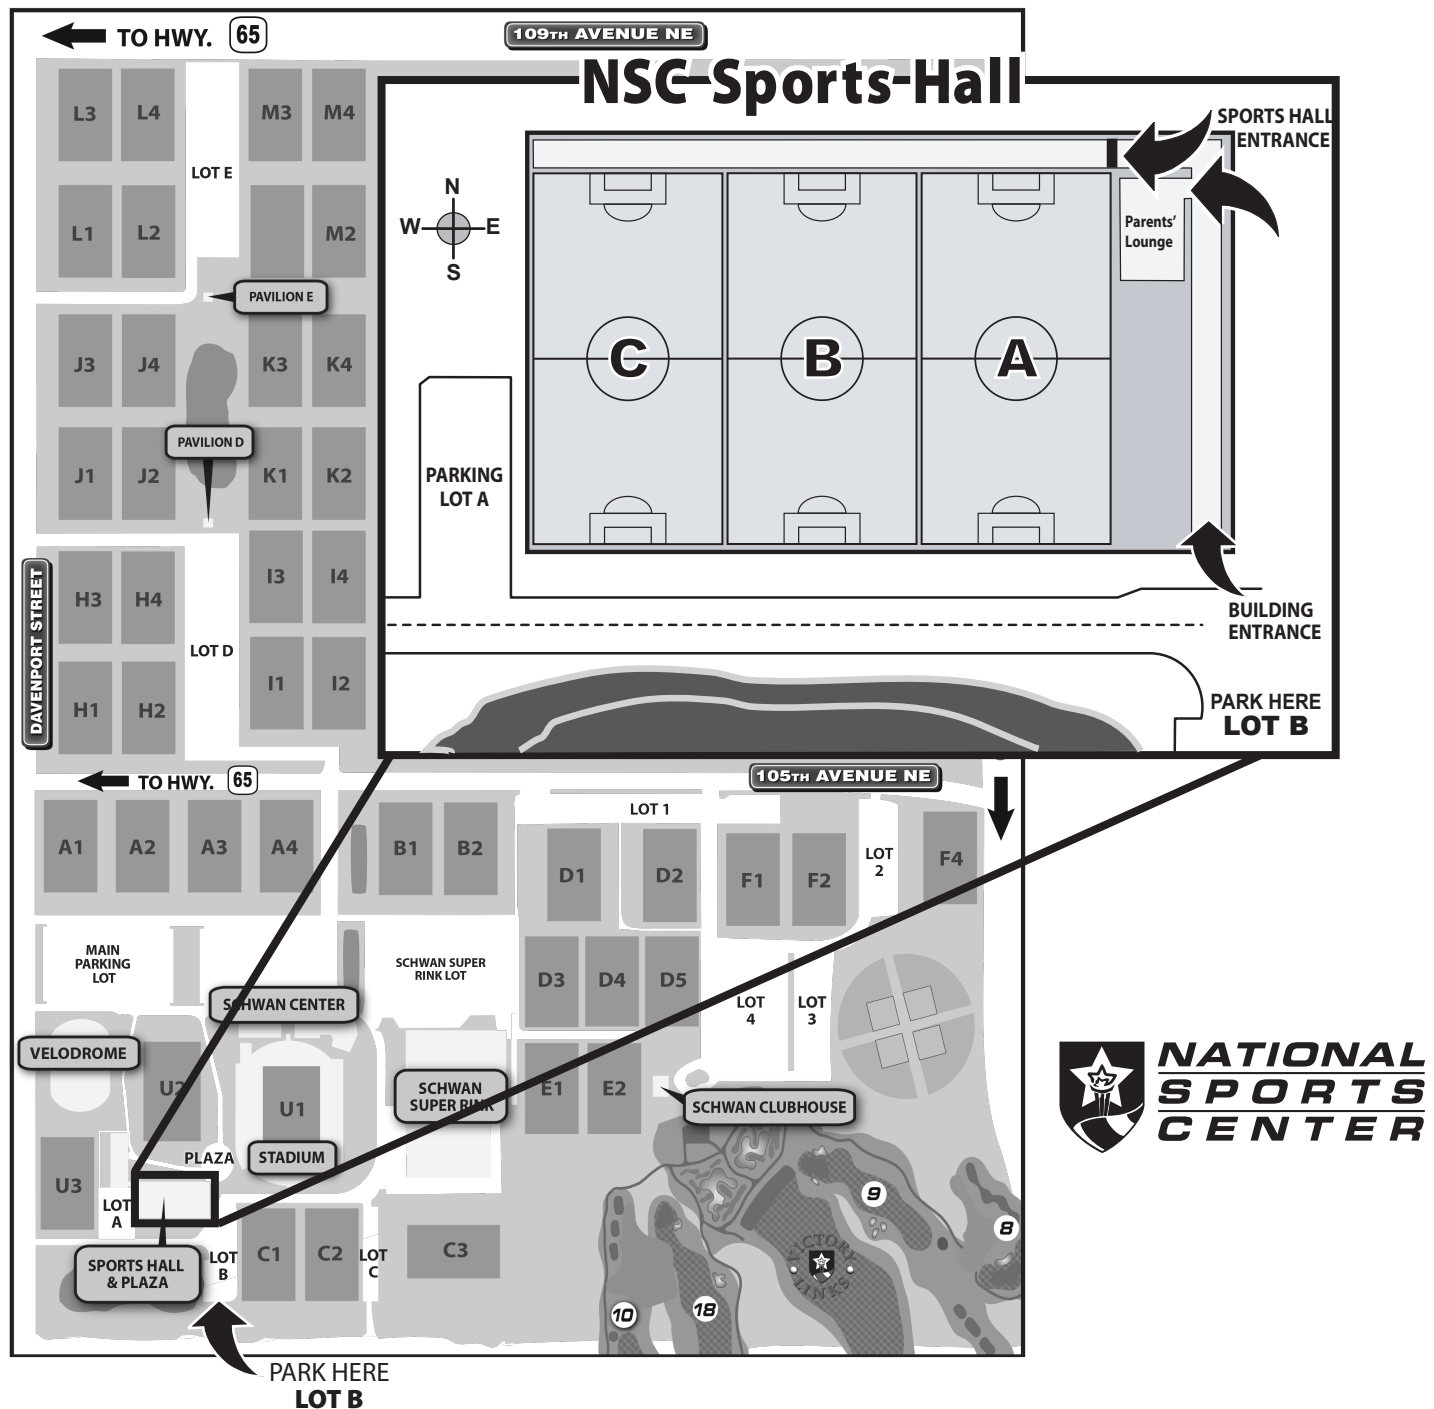 TO HWY. 65
109TH AVENUE NE
NSC Sports Hall
SPORTS HALL
ENTRANCE
N
W E
S
Parents'
Lounge
C B A
PARKING
LOT A
BUILDING
ENTRANCE
PARK HERE
LOT B
L3 L4 M3 M4
LOT E
L1 L2 M2
PAVILION E
J3 J4 K3 K4
PAVILION D
J1 J2 K1 K2
DAVENPORT STREET
H3 H4 I3 I4
LOT D
H1 H2 I1 I2
TO HWY. 65
105TH AVENUE NE
LOT 1
A1 A2 A3 A4 B1 B2
D1 D2 F1 F2
LOT
2
F4
MAIN
PARKING
LOT
SCHWAN SUPER
RINK LOT
D3 D4 D5
LOT
4
LOT
3
SCHWAN CENTER
VELODROME
U2 U1
SCHWAN
SUPER RINK
E1 E2
SCHWAN CLUBHOUSE
PLAZA
STADIUM
U3
LOT
A
SPORTS HALL
& PLAZA
LOT
B
C1 C2
LOT
C
C3
9
8
VICTORY
LINKS
10
18
PARK HERE
LOT B
NATIONAL
SPORTS
CENTER